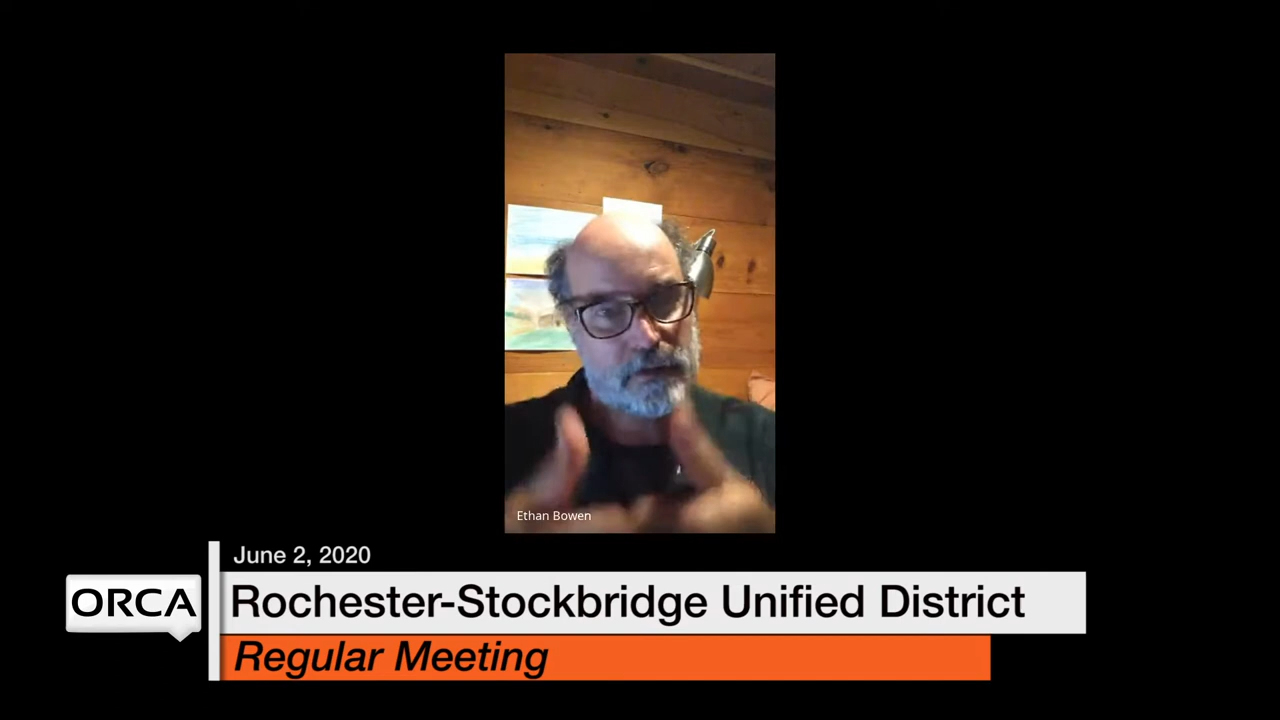 Ethan Bowen
June 2, 2020
ORCA
Rochester-Stockbridge Unified District
Regular Meeting